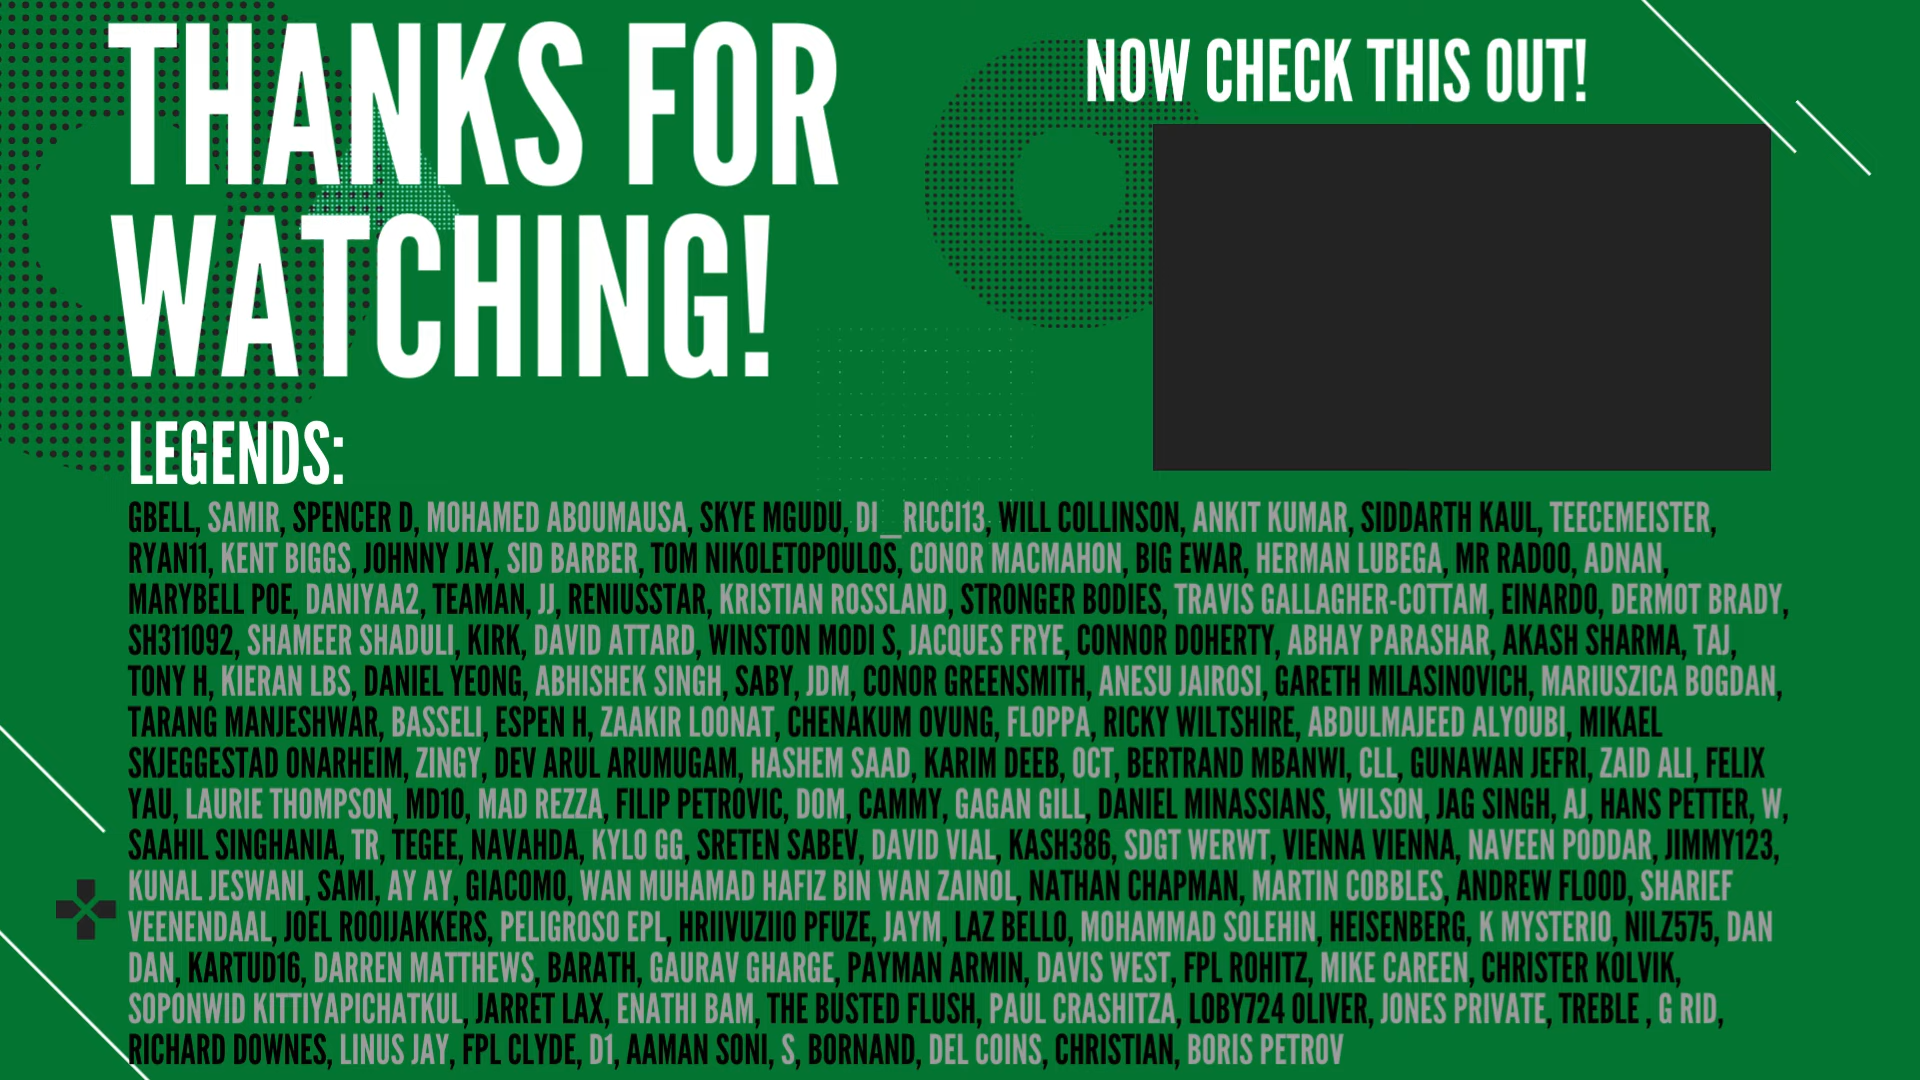 THANKS FOR
WATCHING!
NOW CHECK THIS OUT!
LEGENDS:
GBELL, SAMIR, SPENCER D, MOHAMED ABOUMAUSA, SKYE MGUDU, DI__RICCI13, WILL COLLINSON, ANKIT KUMAR, SIDDARTH KAUL, TEECEMEISTER,
RYAN11, KENT BIGGS, JOHNNY JAY, SID BARBER, TOM NIKOLETOPOULOS, CONOR MACMAHON, BIG EWAR, HERMAN LUBEGA, MR RADOO, ADNAN,
MARYBELL POE, DANIYAA2, TEAMAN, JJ, RENIUSSTAR, KRISTIAN ROSSLAND, STRONGER BODIES, TRAVIS GALLAGHER-COTTAM, EINARDO, DERMOT BRADY,
SH311092, SHAMEER SHADULI, KIRK, DAVID ATTARD, WINSTON MODI S, JACQUES FRYE, CONNOR DOHERTY, ABHAY PARASHAR, AKASH SHARMA, TAJ,
TONY H, KIERAN LBS, DANIEL YEONG, ABHISHEK SINGH, SABY, JDM, CONOR GREENSMITH, ANESU JAIROSI, GARETH MILASINOVICH, MARIUSZICA BOGDAN,
TARANG MANJESHWAR, BASSELI, ESPEN H, ZAAKIR LOONAT, CHENAKUM OVUNG, FLOPPA, RICKY WILTSHIRE, ABDULMAJEED ALYOUBI, MIKAEL
SKJEGGESTAD ONARHEIM, ZINGY, DEV ARUL ARUMUGAM, HASHEM SAAD, KARIM DEEB, OCT, BERTRAND MBANWI, CLL, GUNAWAN JEFRI, ZAID ALI, FELIX
YAU, LAURIE THOMPSON, MD10, MAD REZZA, FILIP PETROVIC, DOM, CAMMY, GAGAN GILL, DANIEL MINASSIANS, WILSON, JAG SINGH, AJ, HANS PETTER, W,
SAAHIL SINGHANIA, TR, TEGEE, NAVAHDA, KYLO GG, SRETEN SABEV, DAVID VIAL, KASH386, SDGT WERWT, VIENNA VIENNA, NAVEEN PODDAR, JIMMY123,
KUNAL JESWANI, SAMI, AY AY, GIACOMO, WAN MUHAMAD HAFIZ BIN WAN ZAINOL, NATHAN CHAPMAN, MARTIN COBBLES, ANDREW FLOOD, SHARIEF
VEENENDAAL, JOEL ROOIJAKKERS, PELIGROSO EPL, HRIIVUZIIO PFUZE, JAYM, LAZ BELLO, MOHAMMAD SOLEHIN, HEISENBERG, K MYSTERIO, NILZ575, DAN
DAN, KARTUD16, DARREN MATTHEWS, BARATH, GAURAV GHARGE, PAYMAN ARMIN, DAVIS WEST, FPL ROHITZ, MIKE CAREEN, CHRISTER KOLVIK,
SOPONWID KITTIYAPICHATKUL, JARRET LAX, ENATHI BAM, THE BUSTED FLUSH, PAUL CRASHITZA, LOBY724 OLIVER, JONES PRIVATE, TREBLE , G RID,
RICHARD DOWNES, LINUS JAY, FPL CLYDE, D1, AAMAN SONI, S, BORNAND, DEL COINS, CHRISTIAN, BORIS PETROV